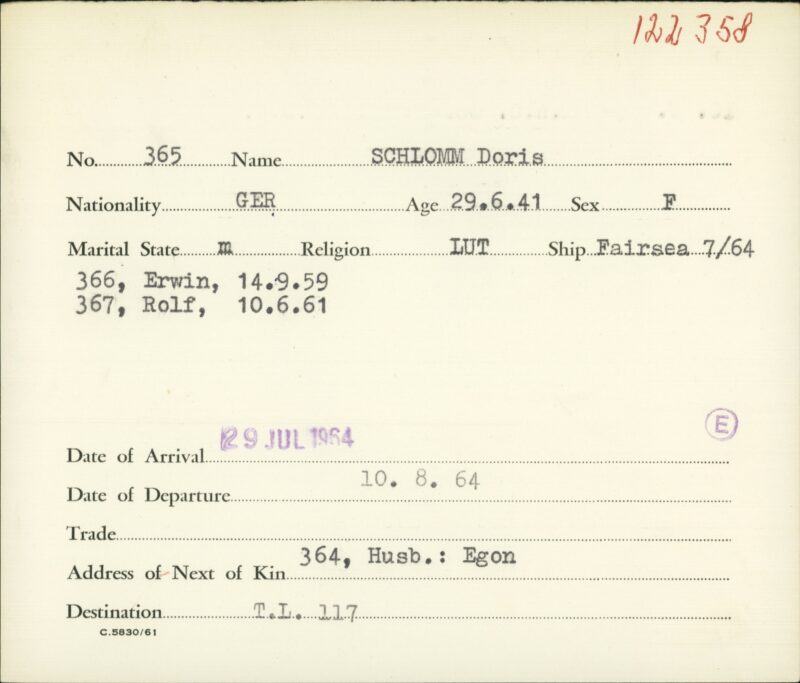 122358
No. 365 Name SCHLOMM Doris
Nationality GER Age 29.6.41 Sex F
Marital State m Religion LUT Ship Fairsea 7/64
366, Erwin, 14.9.59
367, Rolf, 10.6.61
E
Date of Arrival 29 JUL 1964
Date of Departure 10. 8. 64
Trade
Address of Next of Kin 364, Husb.: Egon
Destination T.L. 117
C.5830/61